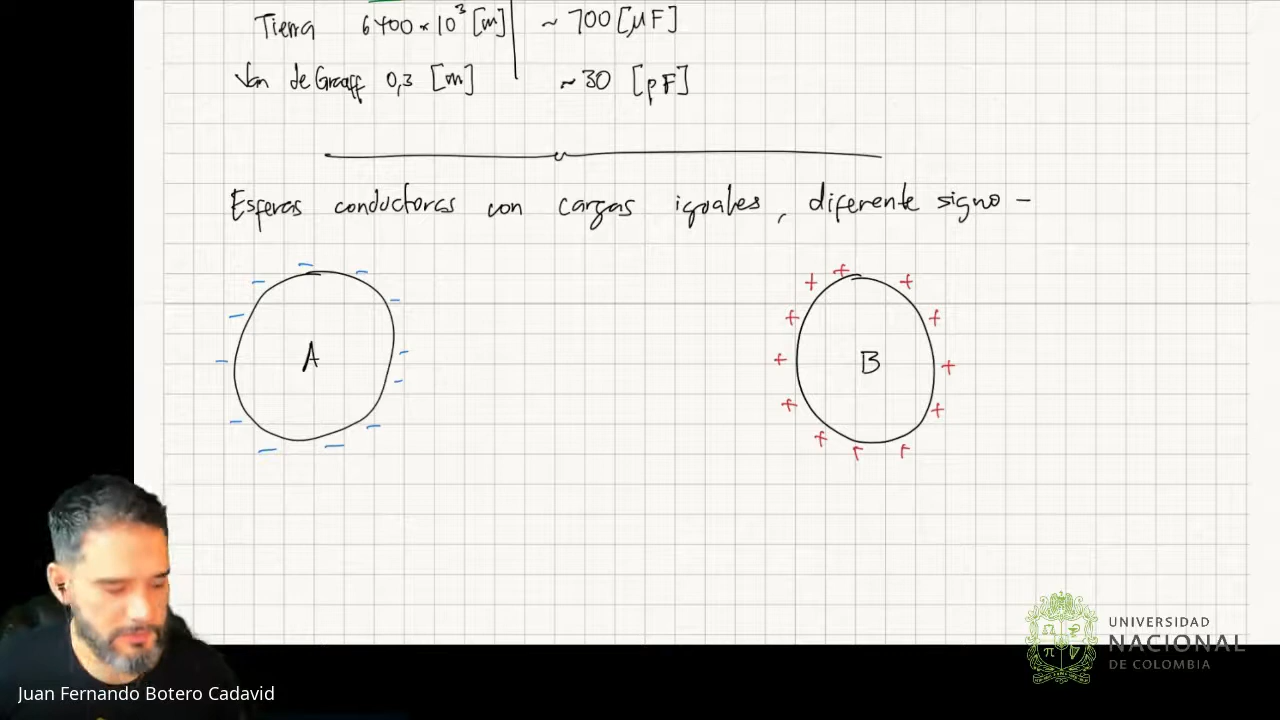 Tierra 6400×10³ [m] ~ 700 [μF]
Van de Graaff 0,3 [m] ~30 [pF]
Esferas conductoras con cargas iguales, diferente signo -
A
B
UNIVERSIDAD
NACIONAL
DE COLOMBIA
Juan Fernando Botero Cadavid